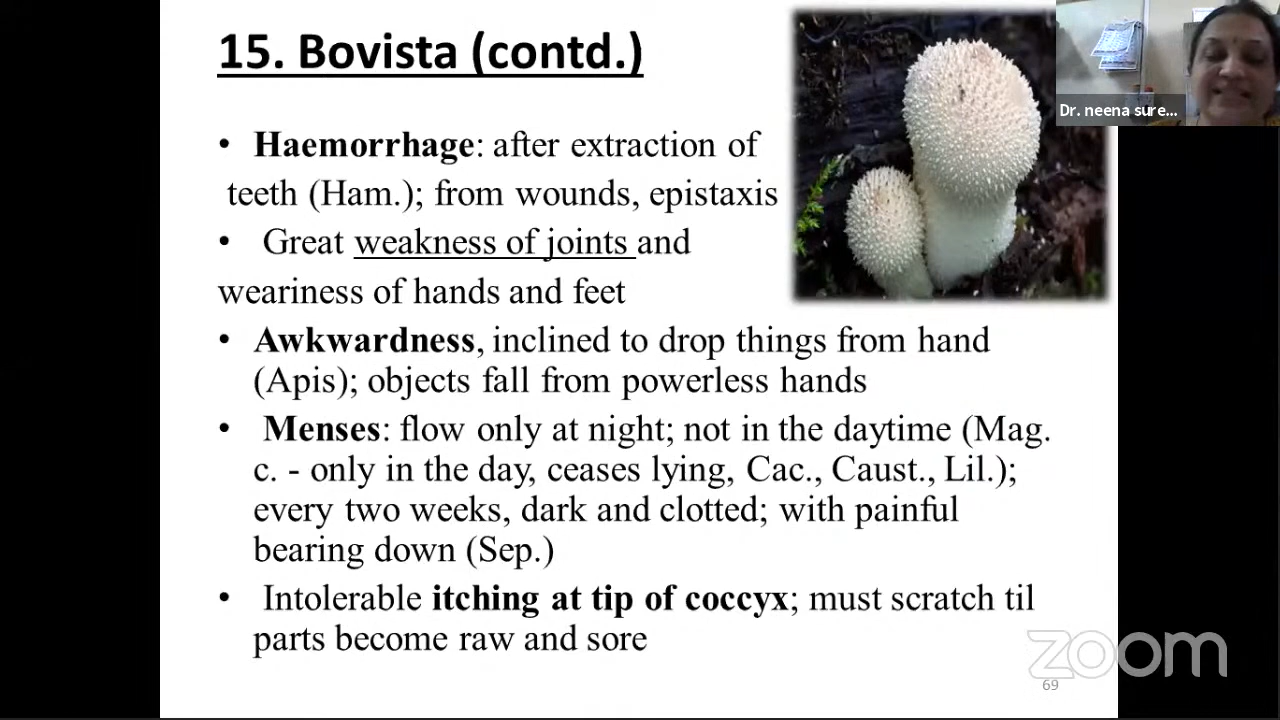 15. Bovista (contd.)
Dr. neena sure...
• Haemorrhage: after extraction of
teeth (Ham.); from wounds, epistaxis
• Great weakness of joints and
weariness of hands and feet
• Awkwardness, inclined to drop things from hand
(Apis); objects fall from powerless hands
• Menses: flow only at night; not in the daytime (Mag.
c. - only in the day, ceases lying, Cac., Caust., Lil.);
every two weeks, dark and clotted; with painful
bearing down (Sep.)
• Intolerable itching at tip of coccyx; must scratch til
parts become raw and sore
zoom
69